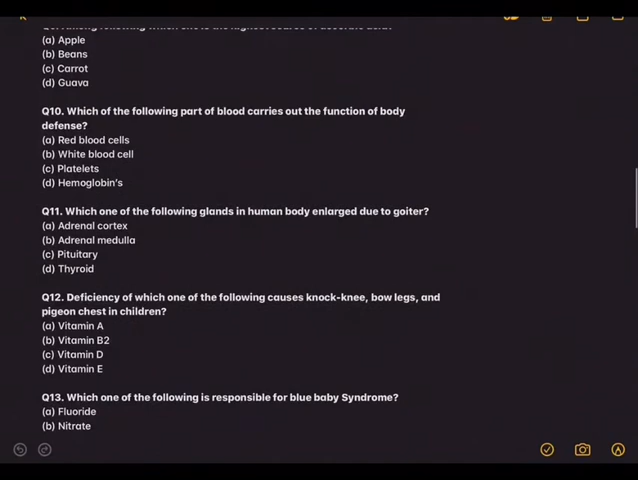 (a) Apple
(b) Beans
(c) Carrot
(d) Guava
Q10. Which of the following part of blood carries out the function of body
defense?
(a) Red blood cells
(b) White blood cell
(c) Platelets
(d) Hemoglobin's
Q11. Which one of the following glands in human body enlarged due to goiter?
(a) Adrenal cortex
(b) Adrenal medulla
(c) Pituitary
(d) Thyroid
Q12. Deficiency of which one of the following causes knock-knee, bow legs, and
pigeon chest in children?
(a) Vitamin A
(b) Vitamin B2
(c) Vitamin D
(d) Vitamin E
Q13. Which one of the following is responsible for blue baby Syndrome?
(a) Fluoride
(b) Nitrate